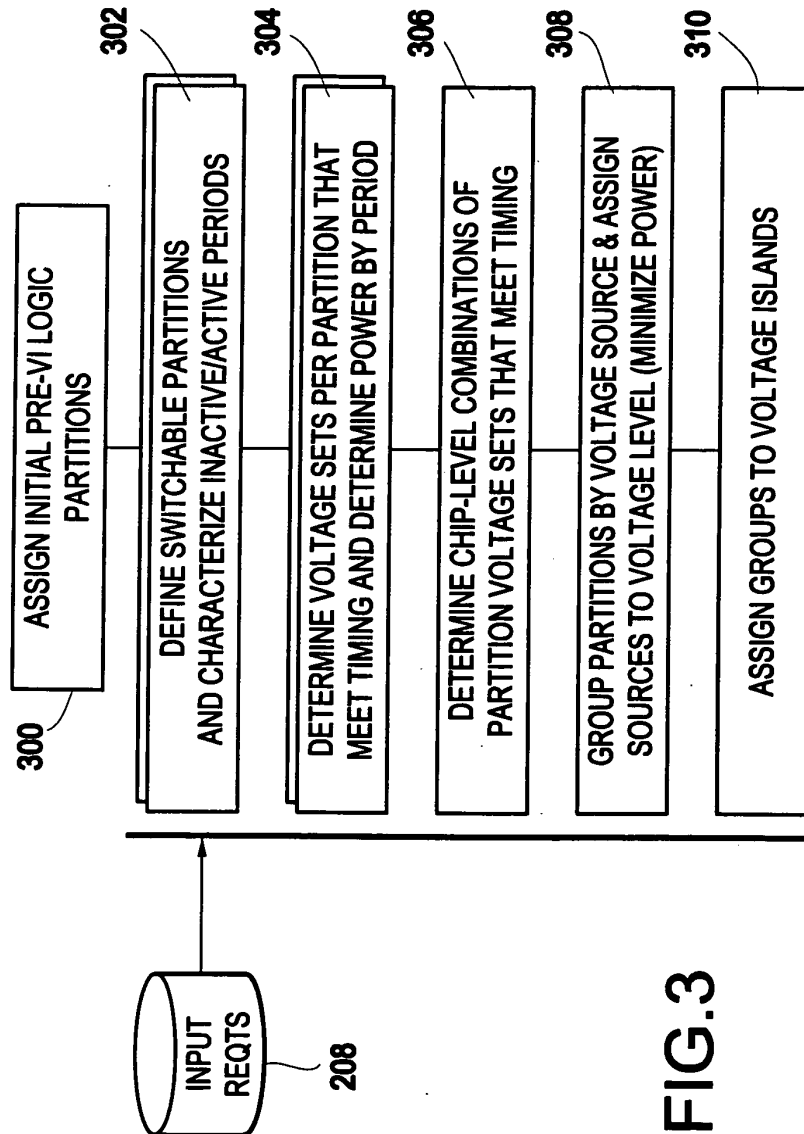 ASSIGN INITIAL PRE-VI LOGIC
PARTITIONS
300
DEFINE SWITCHABLE PARTITIONS
AND CHARACTERIZE INACTIVE/ACTIVE PERIODS
302
DETERMINE VOLTAGE SETS PER PARTITION THAT
MEET TIMING AND DETERMINE POWER BY PERIOD
304
DETERMINE CHIP-LEVEL COMBINATIONS OF
PARTITION VOLTAGE SETS THAT MEET TIMING
306
GROUP PARTITIONS BY VOLTAGE SOURCE & ASSIGN
SOURCES TO VOLTAGE LEVEL (MINIMIZE POWER)
308
ASSIGN GROUPS TO VOLTAGE ISLANDS
310
INPUT
REQTS
208
FIG.3